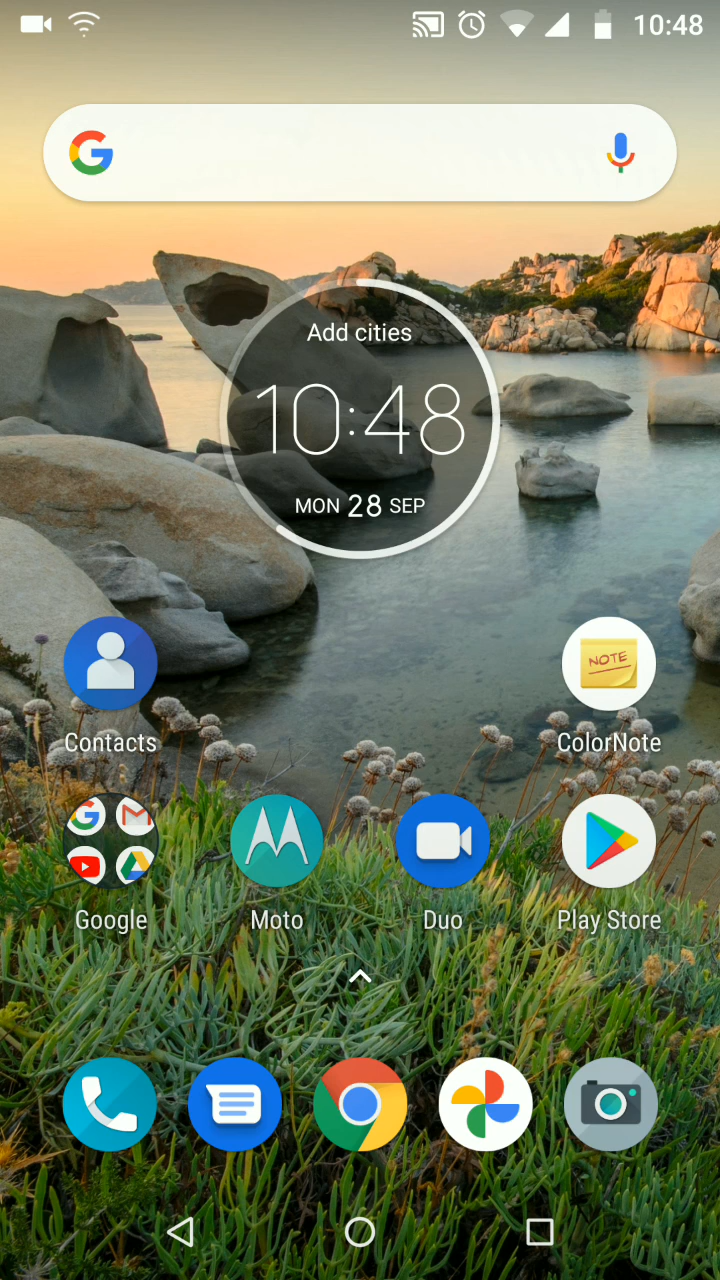 10:48
Add cities
10:48
MON 28 SEP
NOTE
Contacts
ColorNote
Google
Moto
Duo
Play Store